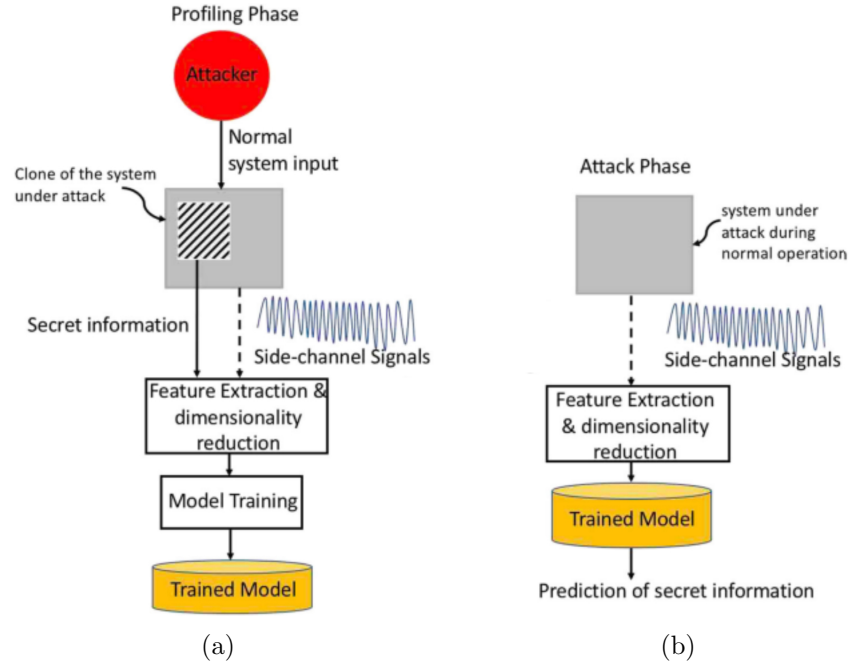 Profiling Phase
Attacker
Normal
system input
Clone of the system
under attack
Secret information
Side-channel Signals
Feature Extraction &
dimensionality
reduction
Model Training
Trained Model
(a)
Attack Phase
system under
attack during
normal operation
Side-channel Signals
Feature Extraction
& dimensionality
reduction
Trained Model
Prediction of secret information
(b)